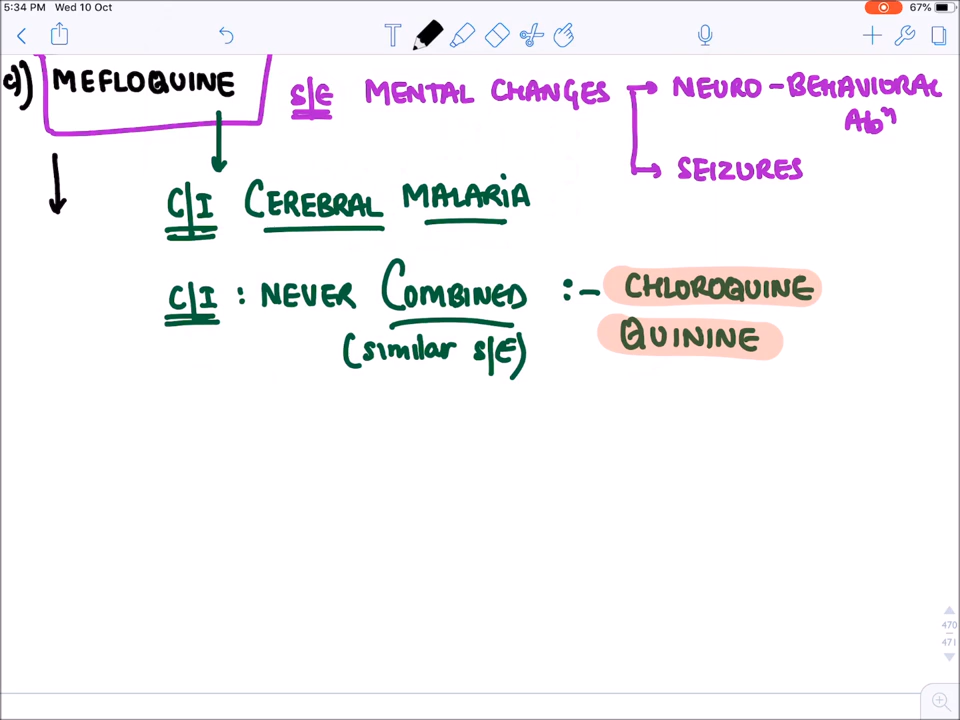 5:34 PM Wed 10 Oct
67%
T
c)) MEFLOQUINE
S|E MENTAL CHANGES → NEURO-BEHAVIORAL
Abⁿ
→ SEIZURES
C|I CEREBRAL MALARIA
C|I : NEVER COMBINED :- CHLOROQUINE
(similar S|E) QUININE
470
471